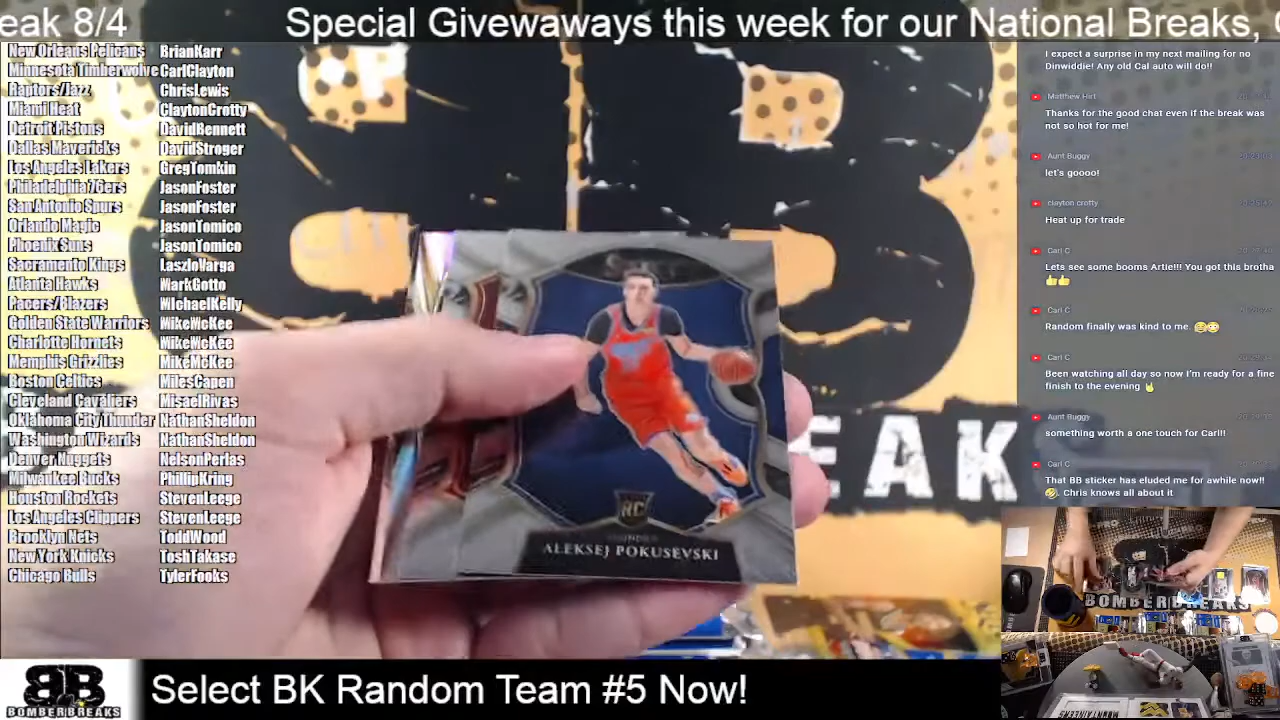 eak 8/4 Special Givewaways this week for our National Breaks,
New Orleans Pelicans BrianKarr
Minnesota Timberwolve CarlClayton
Raptors/Jazz ChrisLewis
Miami Heat ClaytonCrotty
Detroit Pistons DavidBennett
Dallas Mavericks DavidStroger
Los Angeles Lakers GregTomkin
Philadelphia 76ers JasonFoster
San Antonio Spurs JasonFoster
Orlando Magic JasonTomico
Phoenix Suns JasonTomico
Sacramento Kings LaszloVarga
Atlanta Hawks MarkGotto
Pacers/Blazers MichaelKelly
Golden State Warriors MikeMcKee
Charlotte Hornets MikeMcKee
Memphis Grizzlies MikeMcKee
Boston Celtics MilesCapen
Cleveland Cavaliers MisaelRivas
Oklahoma City Thunder NathanSheldon
Washington Wizards NathanSheldon
Denver Nuggets NelsonPerlas
Milwaukee Bucks PhillipKring
Houston Rockets StevenLeege
Los Angeles Clippers StevenLeege
Brooklyn Nets ToddWood
New York Knicks ToshTakase
Chicago Bulls TylerFooks
RC
ALEKSEJ POKUSEVSKI
EAK
I expect a surprise in my next mailing for no
Dinwiddie! Any old Cal auto will do!!
Matthew Hirt
Thanks for the good chat even if the break was
not so hot for me!
Aunt Buggy
let's goooo!
clayton crotty
Heat up for trade
Carl C
Lets see some booms Artie!!! You got this brotha
Carl C
Random finally was kind to me.
Carl C
Been watching all day so now I'm ready for a fine
finish to the evening
Aunt Buggy
something worth a one touch for Carl!!
Carl C
That BB sticker has eluded me for awhile now!!
. Chris knows all about it
BOMBERBREAKS
BB
BOMBERBREAKS
Select BK Random Team #5 Now!